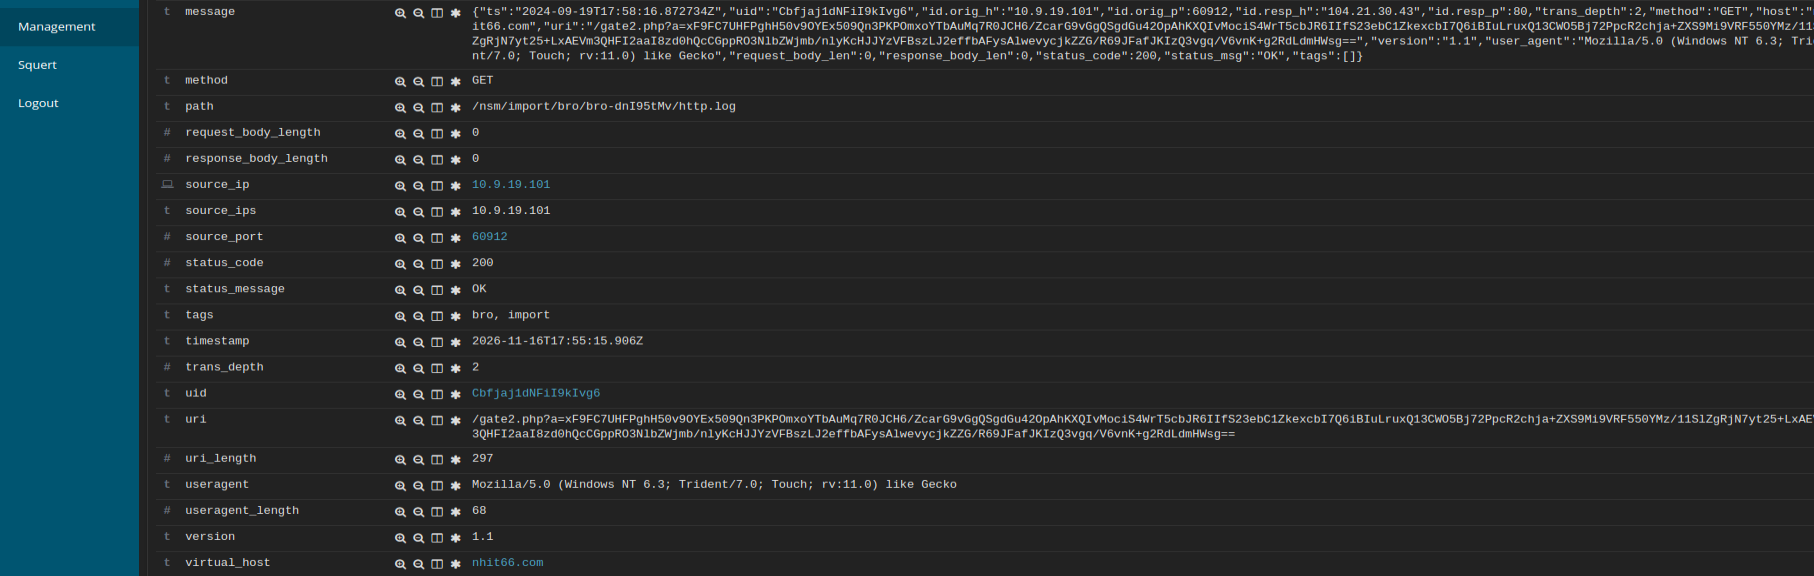 Management
Squert
Logout
t message {"ts":"2024-09-19T17:58:16.872734Z","uid":"Cbfjaj1dNFiI9kIvg6","id.orig_h":"10.9.19.101","id.orig_p":60912,"id.resp_h":"104.21.30.43","id.resp_p":80,"trans_depth":2,"method":"GET","host":"
it66.com","uri":"/gate2.php?a=xF9FC7UHFPghH50v9OYEx509Qn3PKPOmxoYTbAuMq7R0JCH6/ZcarG9vGgQSgdGu42OpAhKXQIvMociS4WrT5cbJR6IIfS23ebC1ZkexcbI7Q6iBIuLruxQ13CWO5Bj72PpcR2chja+ZXS9Mi9VRF550YMz/11
ZgRjN7yt25+LxAEVm3QHFI2aaI8zd0hQcCGppRO3NlbZWjmb/nlyKcHJJYzVFBszLJ2effbAFysAlwevycjkZZG/R69JFafJKIzQ3vgq/V6vnK+g2RdLdmHWsg==","version":"1.1","user_agent":"Mozilla/5.0 (Windows NT 6.3; Tri
nt/7.0; Touch; rv:11.0) like Gecko","request_body_len":0,"response_body_len":0,"status_code":200,"status_msg":"OK","tags":[]}
t method GET
t path /nsm/import/bro/bro-dnI95tMv/http.log
# request_body_length 0
# response_body_length 0
source_ip 10.9.19.101
t source_ips 10.9.19.101
# source_port 60912
# status_code 200
t status_message OK
t tags bro, import
t timestamp 2026-11-16T17:55:15.906Z
# trans_depth 2
t uid Cbfjaj1dNFiI9kIvg6
t uri /gate2.php?a=xF9FC7UHFPghH50v9OYEx509Qn3PKPOmxoYTbAuMq7R0JCH6/ZcarG9vGgQSgdGu42OpAhKXQIvMociS4WrT5cbJR6IIfS23ebC1ZkexcbI7Q6iBIuLruxQ13CWO5Bj72PpcR2chja+ZXS9Mi9VRF550YMz/11SlZgRjN7yt25+LxAE
3QHFI2aaI8zd0hQcCGppRO3NlbZWjmb/nlyKcHJJYzVFBszLJ2effbAFysAlwevycjkZZG/R69JFafJKIzQ3vgq/V6vnK+g2RdLdmHWsg==
# uri_length 297
t useragent Mozilla/5.0 (Windows NT 6.3; Trident/7.0; Touch; rv:11.0) like Gecko
# useragent_length 68
t version 1.1
t virtual_host nhit66.com